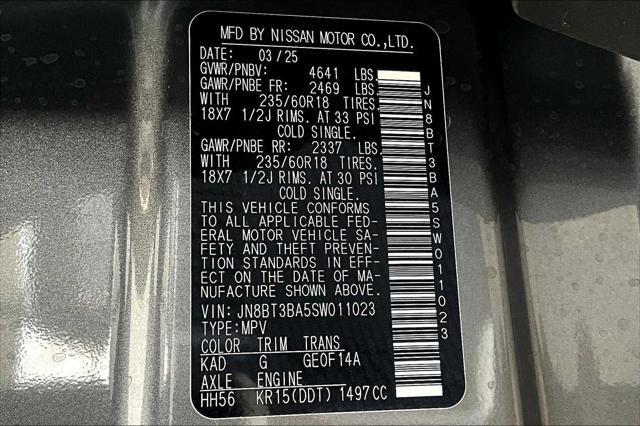 MFD BY NISSAN MOTOR CO.,LTD.
DATE: 03/25
GVWR/PNBV: 4641 LBS.
GAWR/PNBE FR: 2469 LBS.
WITH 235/60R18 TIRES.
18X7 1/2J RIMS. AT 33 PSI
COLD SINGLE.
GAWR/PNBE RR: 2337 LBS.
WITH 235/60R18 TIRES.
18X7 1/2J RIMS. AT 30 PSI
COLD SINGLE.
THIS VEHICLE CONFORMS
TO ALL APPLICABLE FED-
ERAL MOTOR VEHICLE SA-
FETY AND THEFT PREVEN-
TION STANDARDS IN EFF-
ECT ON THE DATE OF MA-
NUFACTURE SHOWN ABOVE.
VIN: JN8BT3BA5SW011023
TYPE:MPV
COLOR TRIM TRANS
KAD G GE0F14A
AXLE ENGINE
HH56 KR15(DDT) 1497CC
JN8BT3BA5SW011023